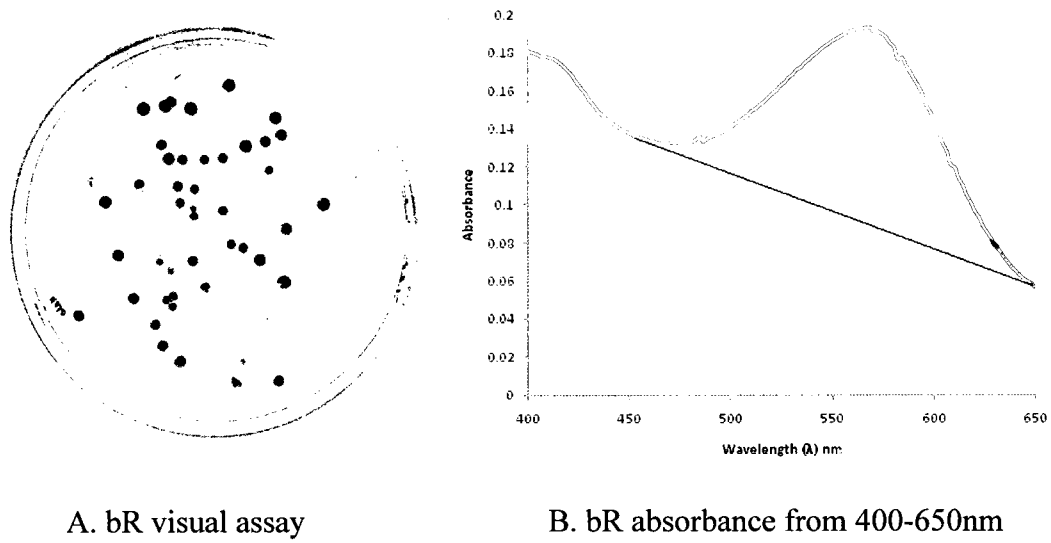 0.2
0.18
0.16
0.14
0.12
0.1
0.08
0.06
0.04
0.02
0
Absorbance
400 450 500 550 600 650
Wavelength (λ) nm
A. bR visual assay
B. bR absorbance from 400-650nm